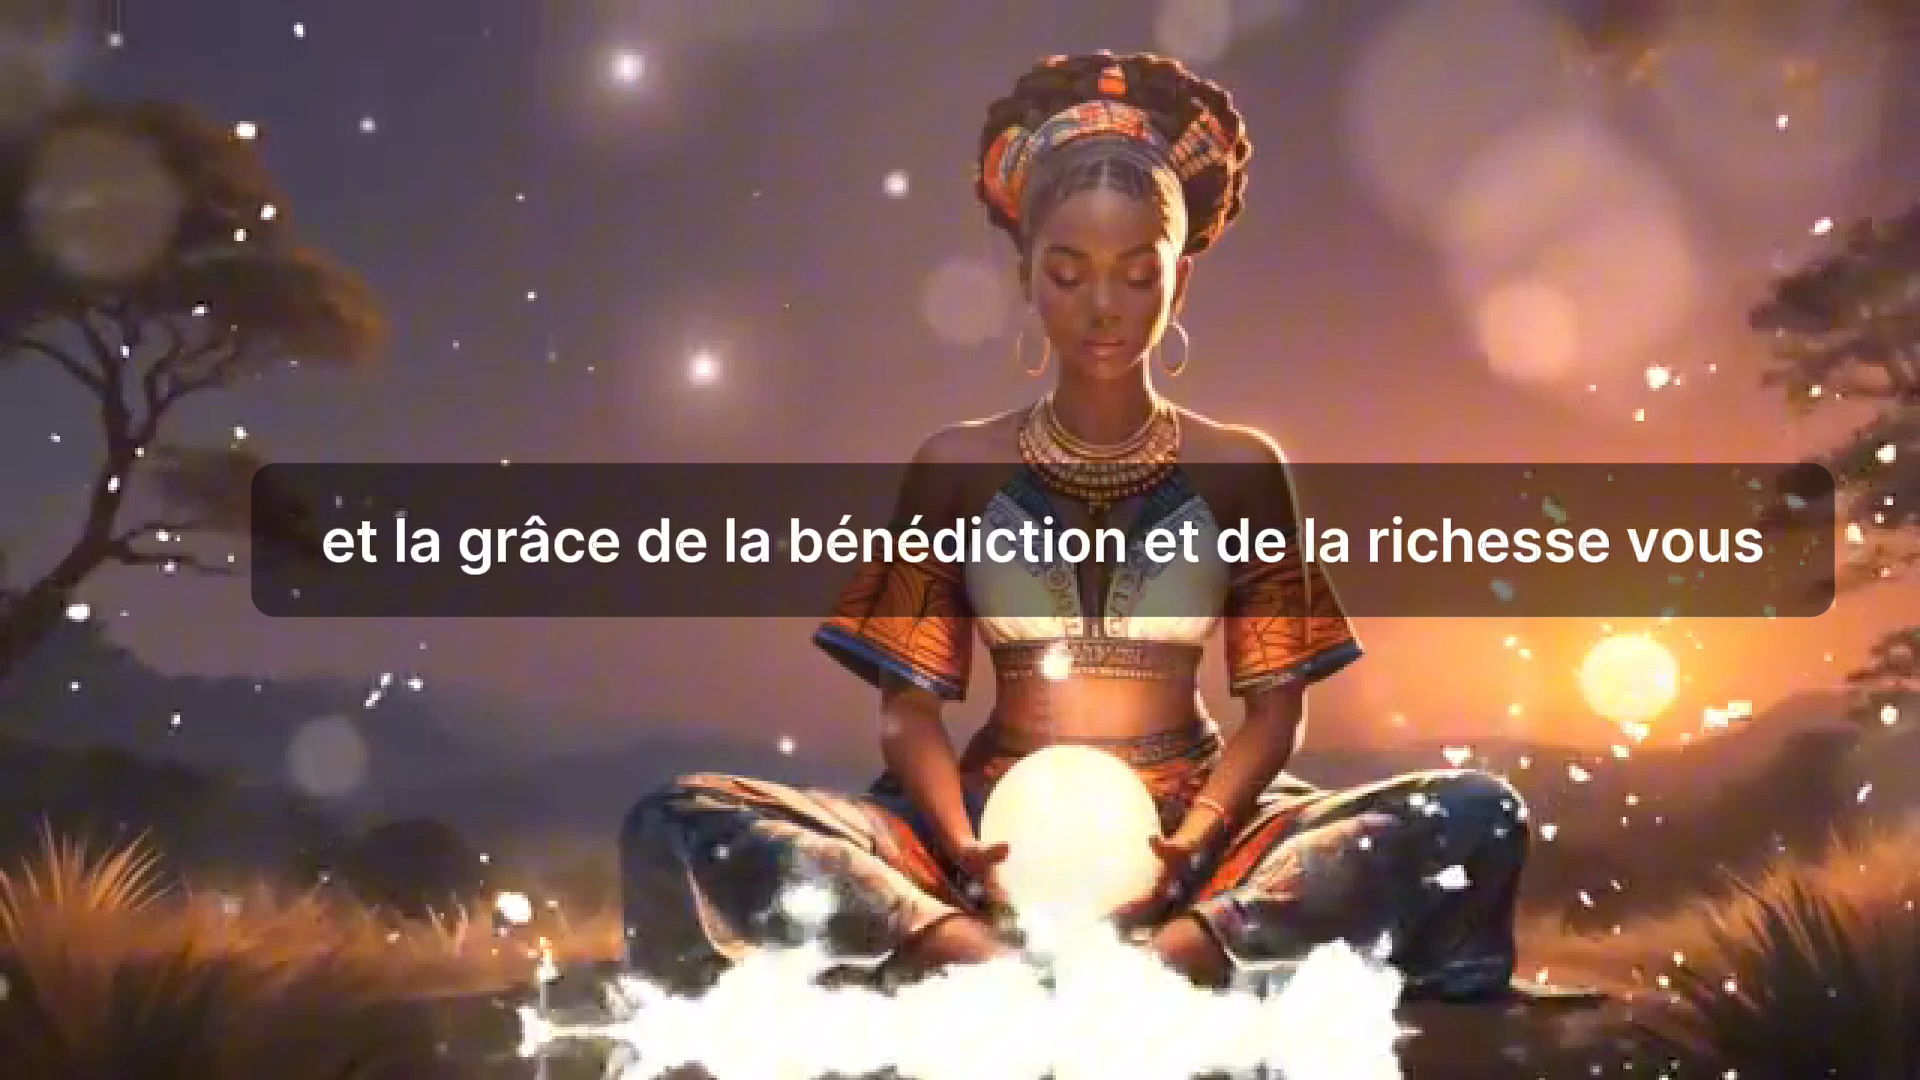 et la grâce de la bénédiction et de la richesse vous